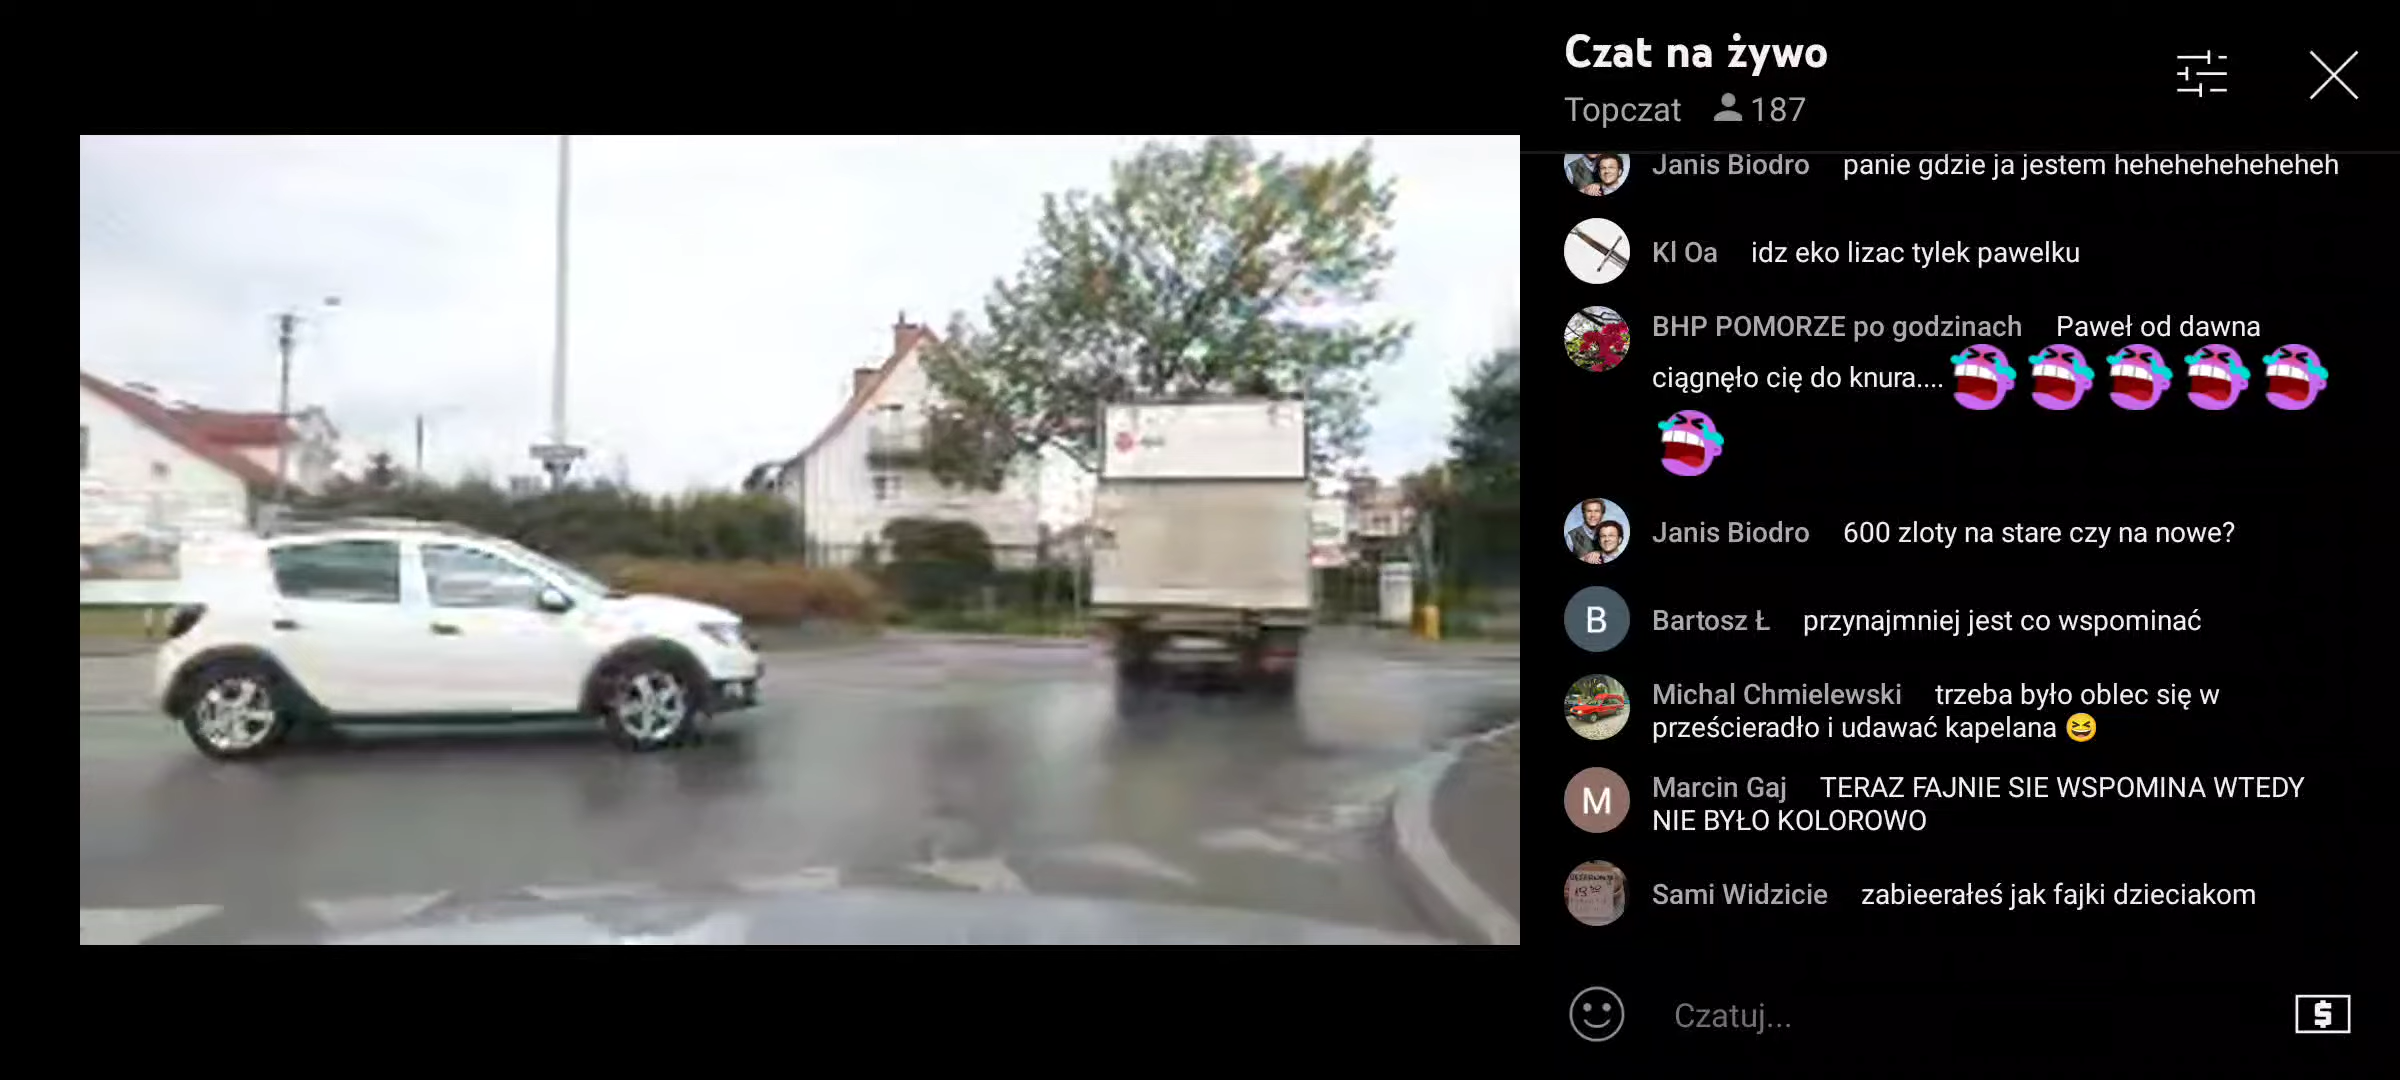 Czat na żywo
Topczat 187
Janis Biodro panie gdzie ja jestem heheheheheheheh
Kl Oa idz eko lizac tylek pawelku
BHP POMORZE po godzinach Paweł od dawna
ciągnęło cię do knura....
Janis Biodro 600 zloty na stare czy na nowe?
B Bartosz Ł przynajmniej jest co wspominać
Michal Chmielewski trzeba było oblec się w
prześcieradło i udawać kapelana 😆
M Marcin Gaj TERAZ FAJNIE SIE WSPOMINA WTEDY
NIE BYŁO KOLOROWO
Sami Widzicie zabieerałeś jak fajki dzieciakom
Czatuj...
$